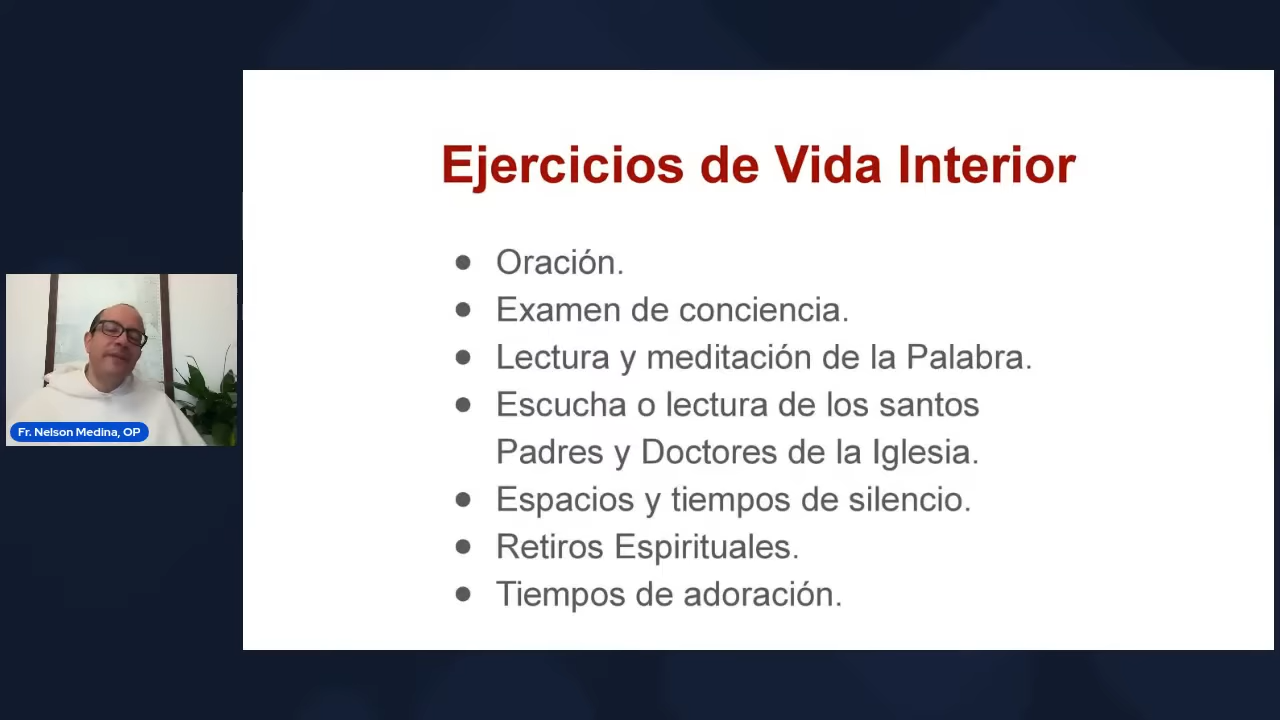 Ejercicios de Vida Interior
● Oración.
● Examen de conciencia.
● Lectura y meditación de la Palabra.
● Escucha o lectura de los santos
Padres y Doctores de la Iglesia.
● Espacios y tiempos de silencio.
● Retiros Espirituales.
● Tiempos de adoración.
Fr. Nelson Medina, OP